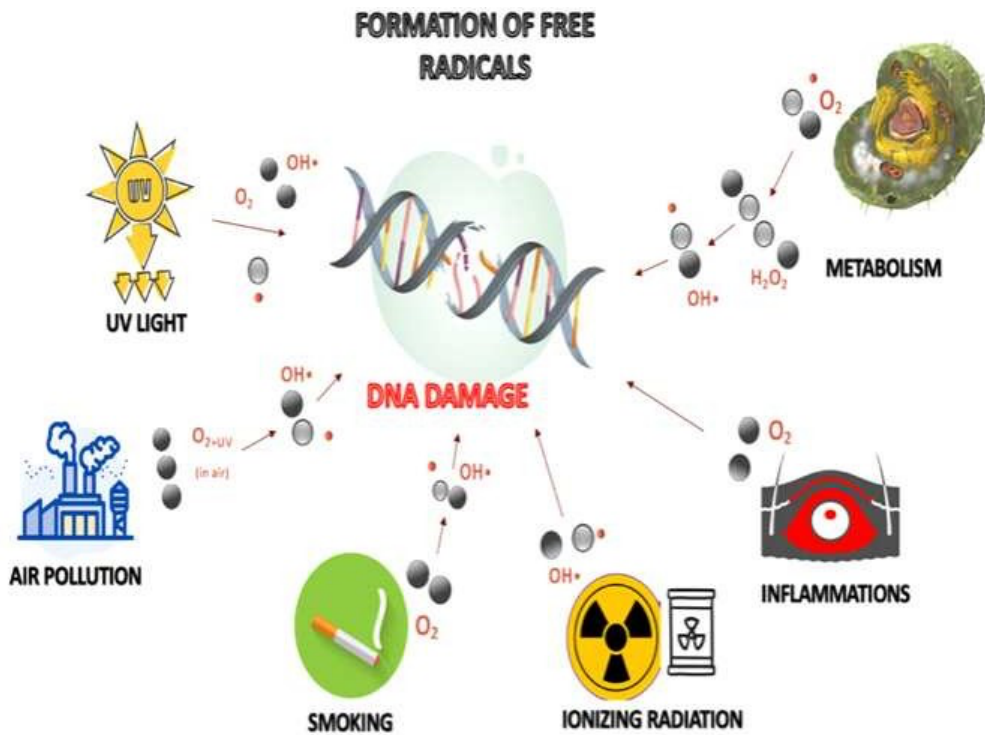 FORMATION OF FREE
RADICALS
O₂
OH•
O₂
UV
UV LIGHT
H₂O₂
OH•
METABOLISM
DNA DAMAGE
OH•
O₂+UV
(in air)
AIR POLLUTION
O₂
INFLAMMATIONS
OH•
O₂
SMOKING
OH•
IONIZING RADIATION